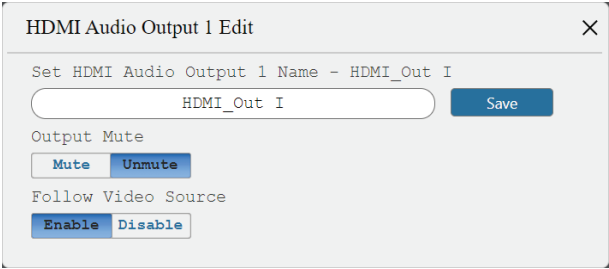 HDMI Audio Output 1 Edit
Set HDMI Audio Output 1 Name - HDMI_Out I
HDMI_Out I Save
Output Mute
Mute Unmute
Follow Video Source
Enable Disable